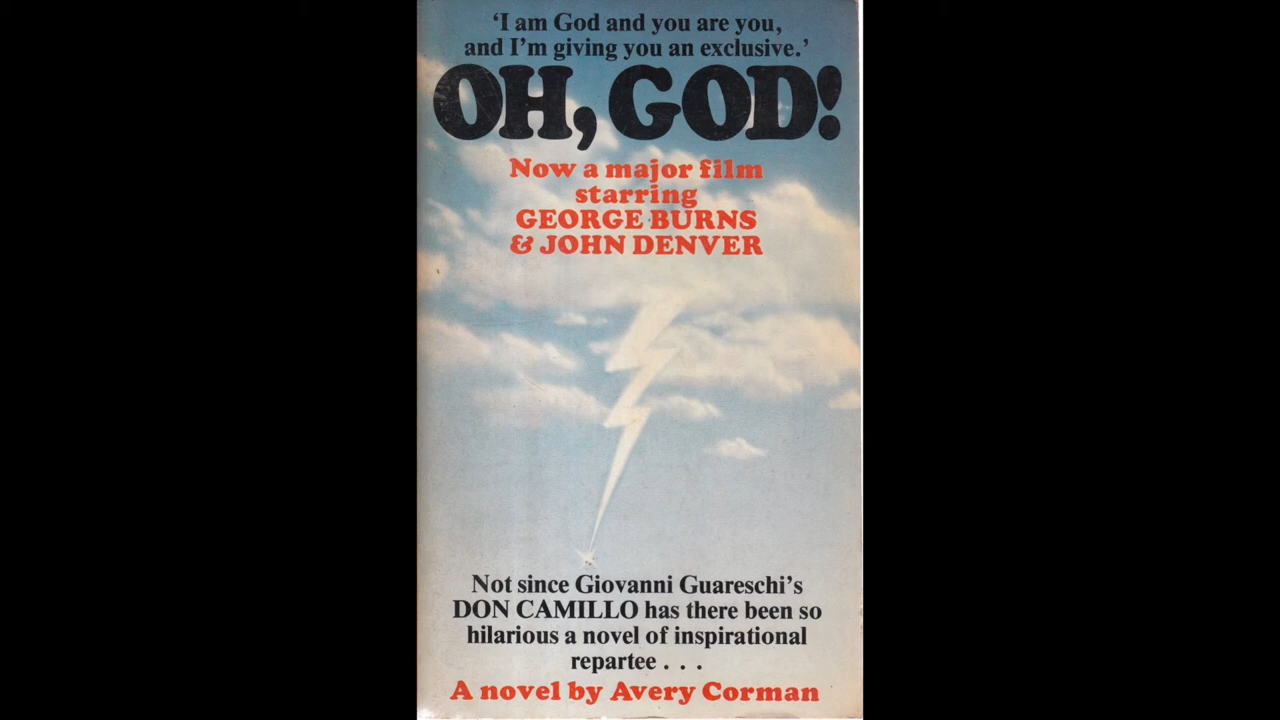 ‘I am God and you are you,
and I’m giving you an exclusive.’
OH, GOD!
Now a major film
starring
GEORGE BURNS
& JOHN DENVER
Not since Giovanni Guareschi’s
DON CAMILLO has there been so
hilarious a novel of inspirational
repartee . . .
A novel by Avery Corman